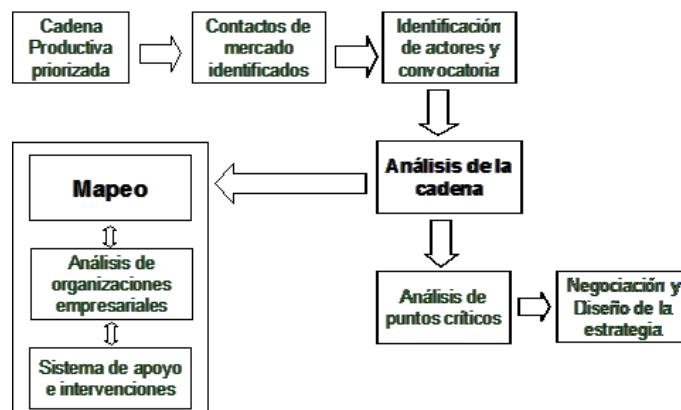 Cadena
Productiva
priorizada
Contactos de
mercado
identificados
Identificación
de actores y
convocatoria
Análisis de la
cadena
Mapeo
Análisis de
organizaciones
empresariales
Sistema de apoyo
e intervenciones
Análisis de
puntos críticos
Negociación y
Diseño de la
estrategia